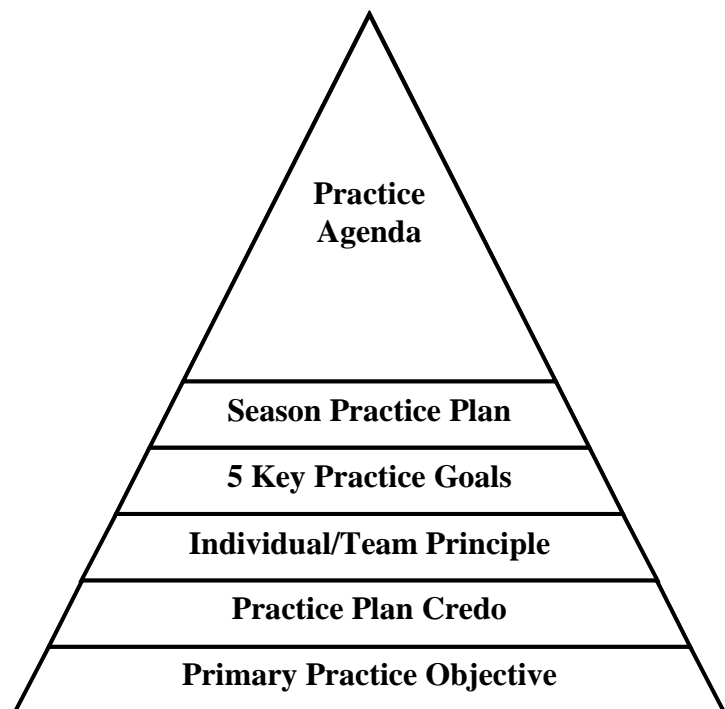 Practice
Agenda
Season Practice Plan
5 Key Practice Goals
Individual/Team Principle
Practice Plan Credo
Primary Practice Objective